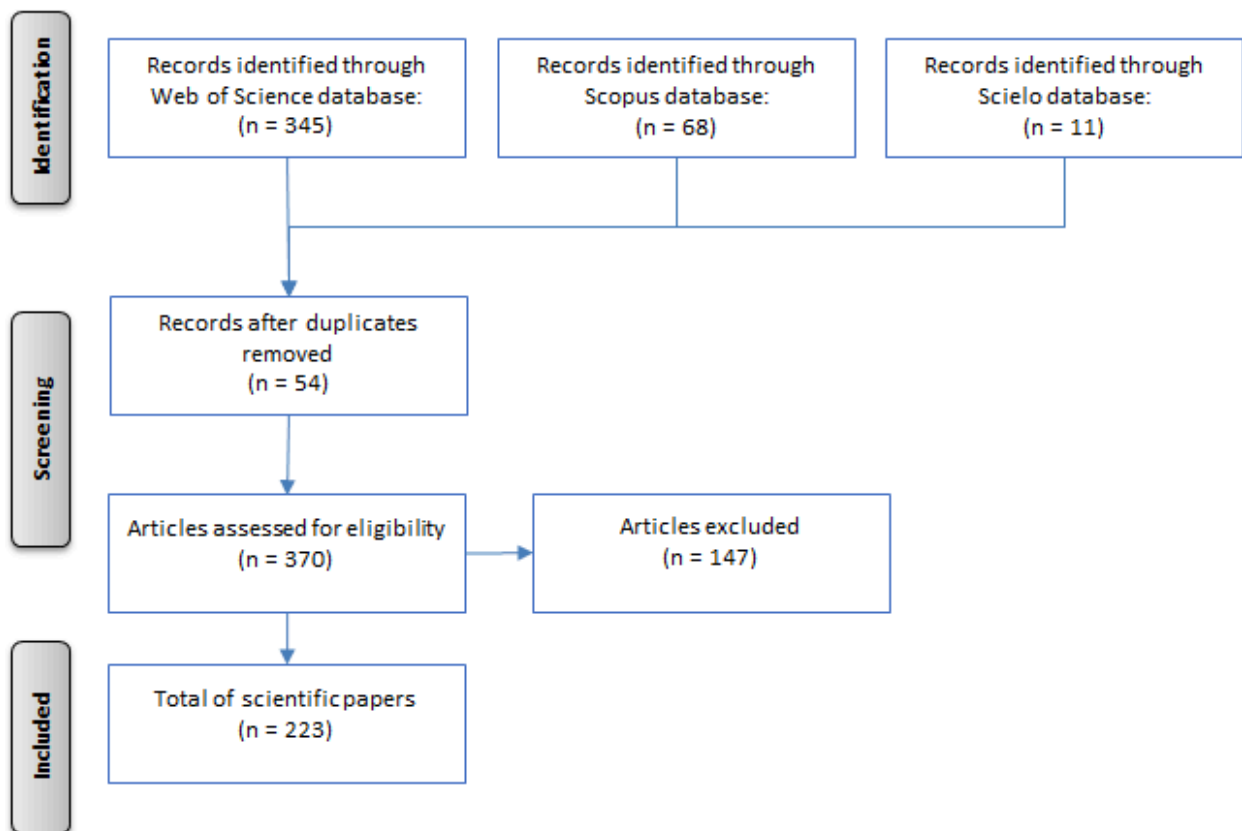 Identification
Records identified through
Web of Science database:
(n = 345)
Records identified through
Scopus database:
(n = 68)
Records identified through
Scielo database:
(n = 11)
Screening
Records after duplicates
removed
(n = 54)
Articles assessed for eligibility
(n = 370)
Articles excluded
(n = 147)
Included
Total of scientific papers
(n = 223)